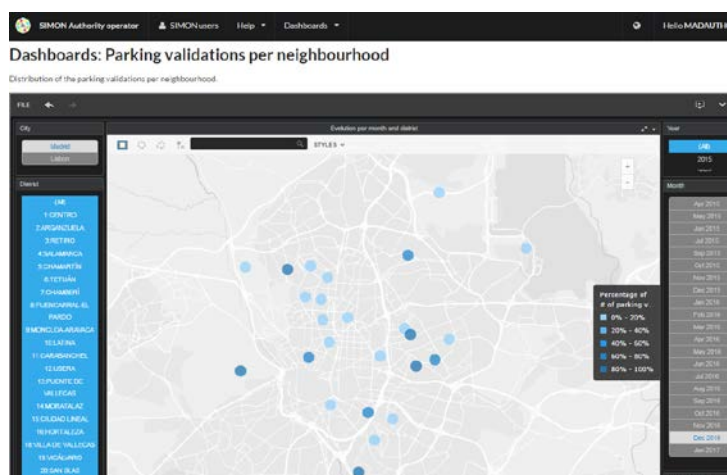 SIMON Authority operator
SIMON users
Help
Dashboards
Hello MADAUTH
Dashboards: Parking validations per neighbourhood
Distribution of the parking validations per neighbourhood.
FILE
City
Madrid
Lisbon
District
(All)
1:CENTRO
2:ARGANZUELA
3:RETIRO
4:SALAMANCA
5:CHAMARTÍN
6:TETUÁN
7:CHAMBERÍ
8:FUENCARRAL-EL
PARDO
9:MONCLOA-ARAVACA
10:LATINA
11:CARABANCHEL
12:USERA
13:PUENTE DE
VALLECAS
14:MORATALAZ
15:CIUDAD LINEAL
16:HORTALEZA
18:VILLA DE VALLECAS
19:VICÁLVARO
20:SAN BLAS
Evolution per month and district
STYLES
Percentage of
# of parking v.
0% - 20%
20% - 40%
40% - 60%
60% - 80%
80% - 100%
Year
(All)
2015
Month
Apr 2015
May 2015
Jun 2015
Jul 2015
Sep 2015
Oct 2015
Nov 2015
Dec 2015
Jan 2016
Feb 2016
Mar 2016
Apr 2016
May 2016
Jun 2016
Jul 2016
Aug 2016
Sep 2016
Oct 2016
Nov 2016
Dec 2016
Jan 2017